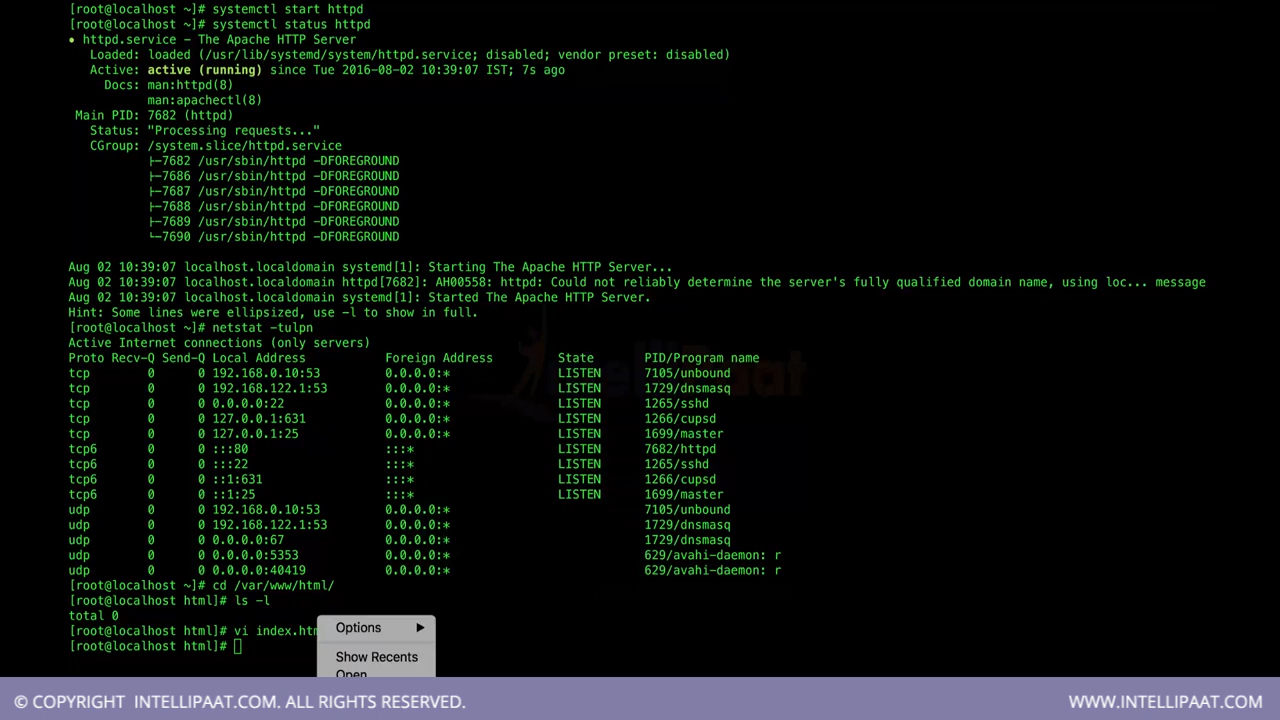 [root@localhost ~]# systemctl start httpd
[root@localhost ~]# systemctl status httpd
● httpd.service - The Apache HTTP Server
   Loaded: loaded (/usr/lib/systemd/system/httpd.service; disabled; vendor preset: disabled)
   Active: active (running) since Tue 2016-08-02 10:39:07 IST; 7s ago
     Docs: man:httpd(8)
           man:apachectl(8)
 Main PID: 7682 (httpd)
   Status: "Processing requests..."
   CGroup: /system.slice/httpd.service
           ├─7682 /usr/sbin/httpd -DFOREGROUND
           ├─7686 /usr/sbin/httpd -DFOREGROUND
           ├─7687 /usr/sbin/httpd -DFOREGROUND
           ├─7688 /usr/sbin/httpd -DFOREGROUND
           ├─7689 /usr/sbin/httpd -DFOREGROUND
           └─7690 /usr/sbin/httpd -DFOREGROUND
Aug 02 10:39:07 localhost.localdomain systemd[1]: Starting The Apache HTTP Server...
Aug 02 10:39:07 localhost.localdomain httpd[7682]: AH00558: httpd: Could not reliably determine the server's fully qualified domain name, using loc... message
Aug 02 10:39:07 localhost.localdomain systemd[1]: Started The Apache HTTP Server.
Hint: Some lines were ellipsized, use -l to show in full.
[root@localhost ~]# netstat -tulpn
Active Internet connections (only servers)
Proto Recv-Q Send-Q Local Address           Foreign Address         State       PID/Program name
tcp        0      0 192.168.0.10:53         0.0.0.0:*               LISTEN      7105/unbound
tcp        0      0 192.168.122.1:53        0.0.0.0:*               LISTEN      1729/dnsmasq
tcp        0      0 0.0.0.0:22              0.0.0.0:*               LISTEN      1265/sshd
tcp        0      0 127.0.0.1:631           0.0.0.0:*               LISTEN      1266/cupsd
tcp        0      0 127.0.0.1:25            0.0.0.0:*               LISTEN      1699/master
tcp6       0      0 :::80                   :::*                    LISTEN      7682/httpd
tcp6       0      0 :::22                   :::*                    LISTEN      1265/sshd
tcp6       0      0 ::1:631                 :::*                    LISTEN      1266/cupsd
tcp6       0      0 ::1:25                  :::*                    LISTEN      1699/master
udp        0      0 192.168.0.10:53         0.0.0.0:*                           7105/unbound
udp        0      0 192.168.122.1:53        0.0.0.0:*                           1729/dnsmasq
udp        0      0 0.0.0.0:67              0.0.0.0:*                           1729/dnsmasq
udp        0      0 0.0.0.0:5353            0.0.0.0:*                           629/avahi-daemon: r
udp        0      0 0.0.0.0:40419           0.0.0.0:*                           629/avahi-daemon: r
[root@localhost ~]# cd /var/www/html/
[root@localhost html]# ls -l
total 0
[root@localhost html]# vi index.htm
[root@localhost html]#
Options
Show Recents
Open
© COPYRIGHT INTELLIPAAT.COM. ALL RIGHTS RESERVED.
WWW.INTELLIPAAT.COM